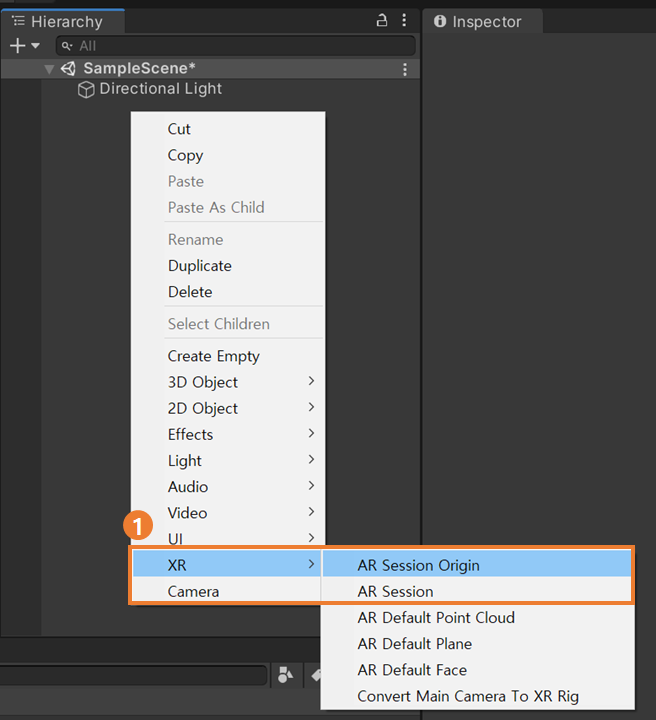 Hierarchy
Inspector
All
SampleScene*
Directional Light
Cut
Copy
Paste
Paste As Child
Rename
Duplicate
Delete
Select Children
Create Empty
3D Object
2D Object
Effects
Light
Audio
Video
1
UI
XR
AR Session Origin
Camera
AR Session
AR Default Point Cloud
AR Default Plane
AR Default Face
Convert Main Camera To XR Rig